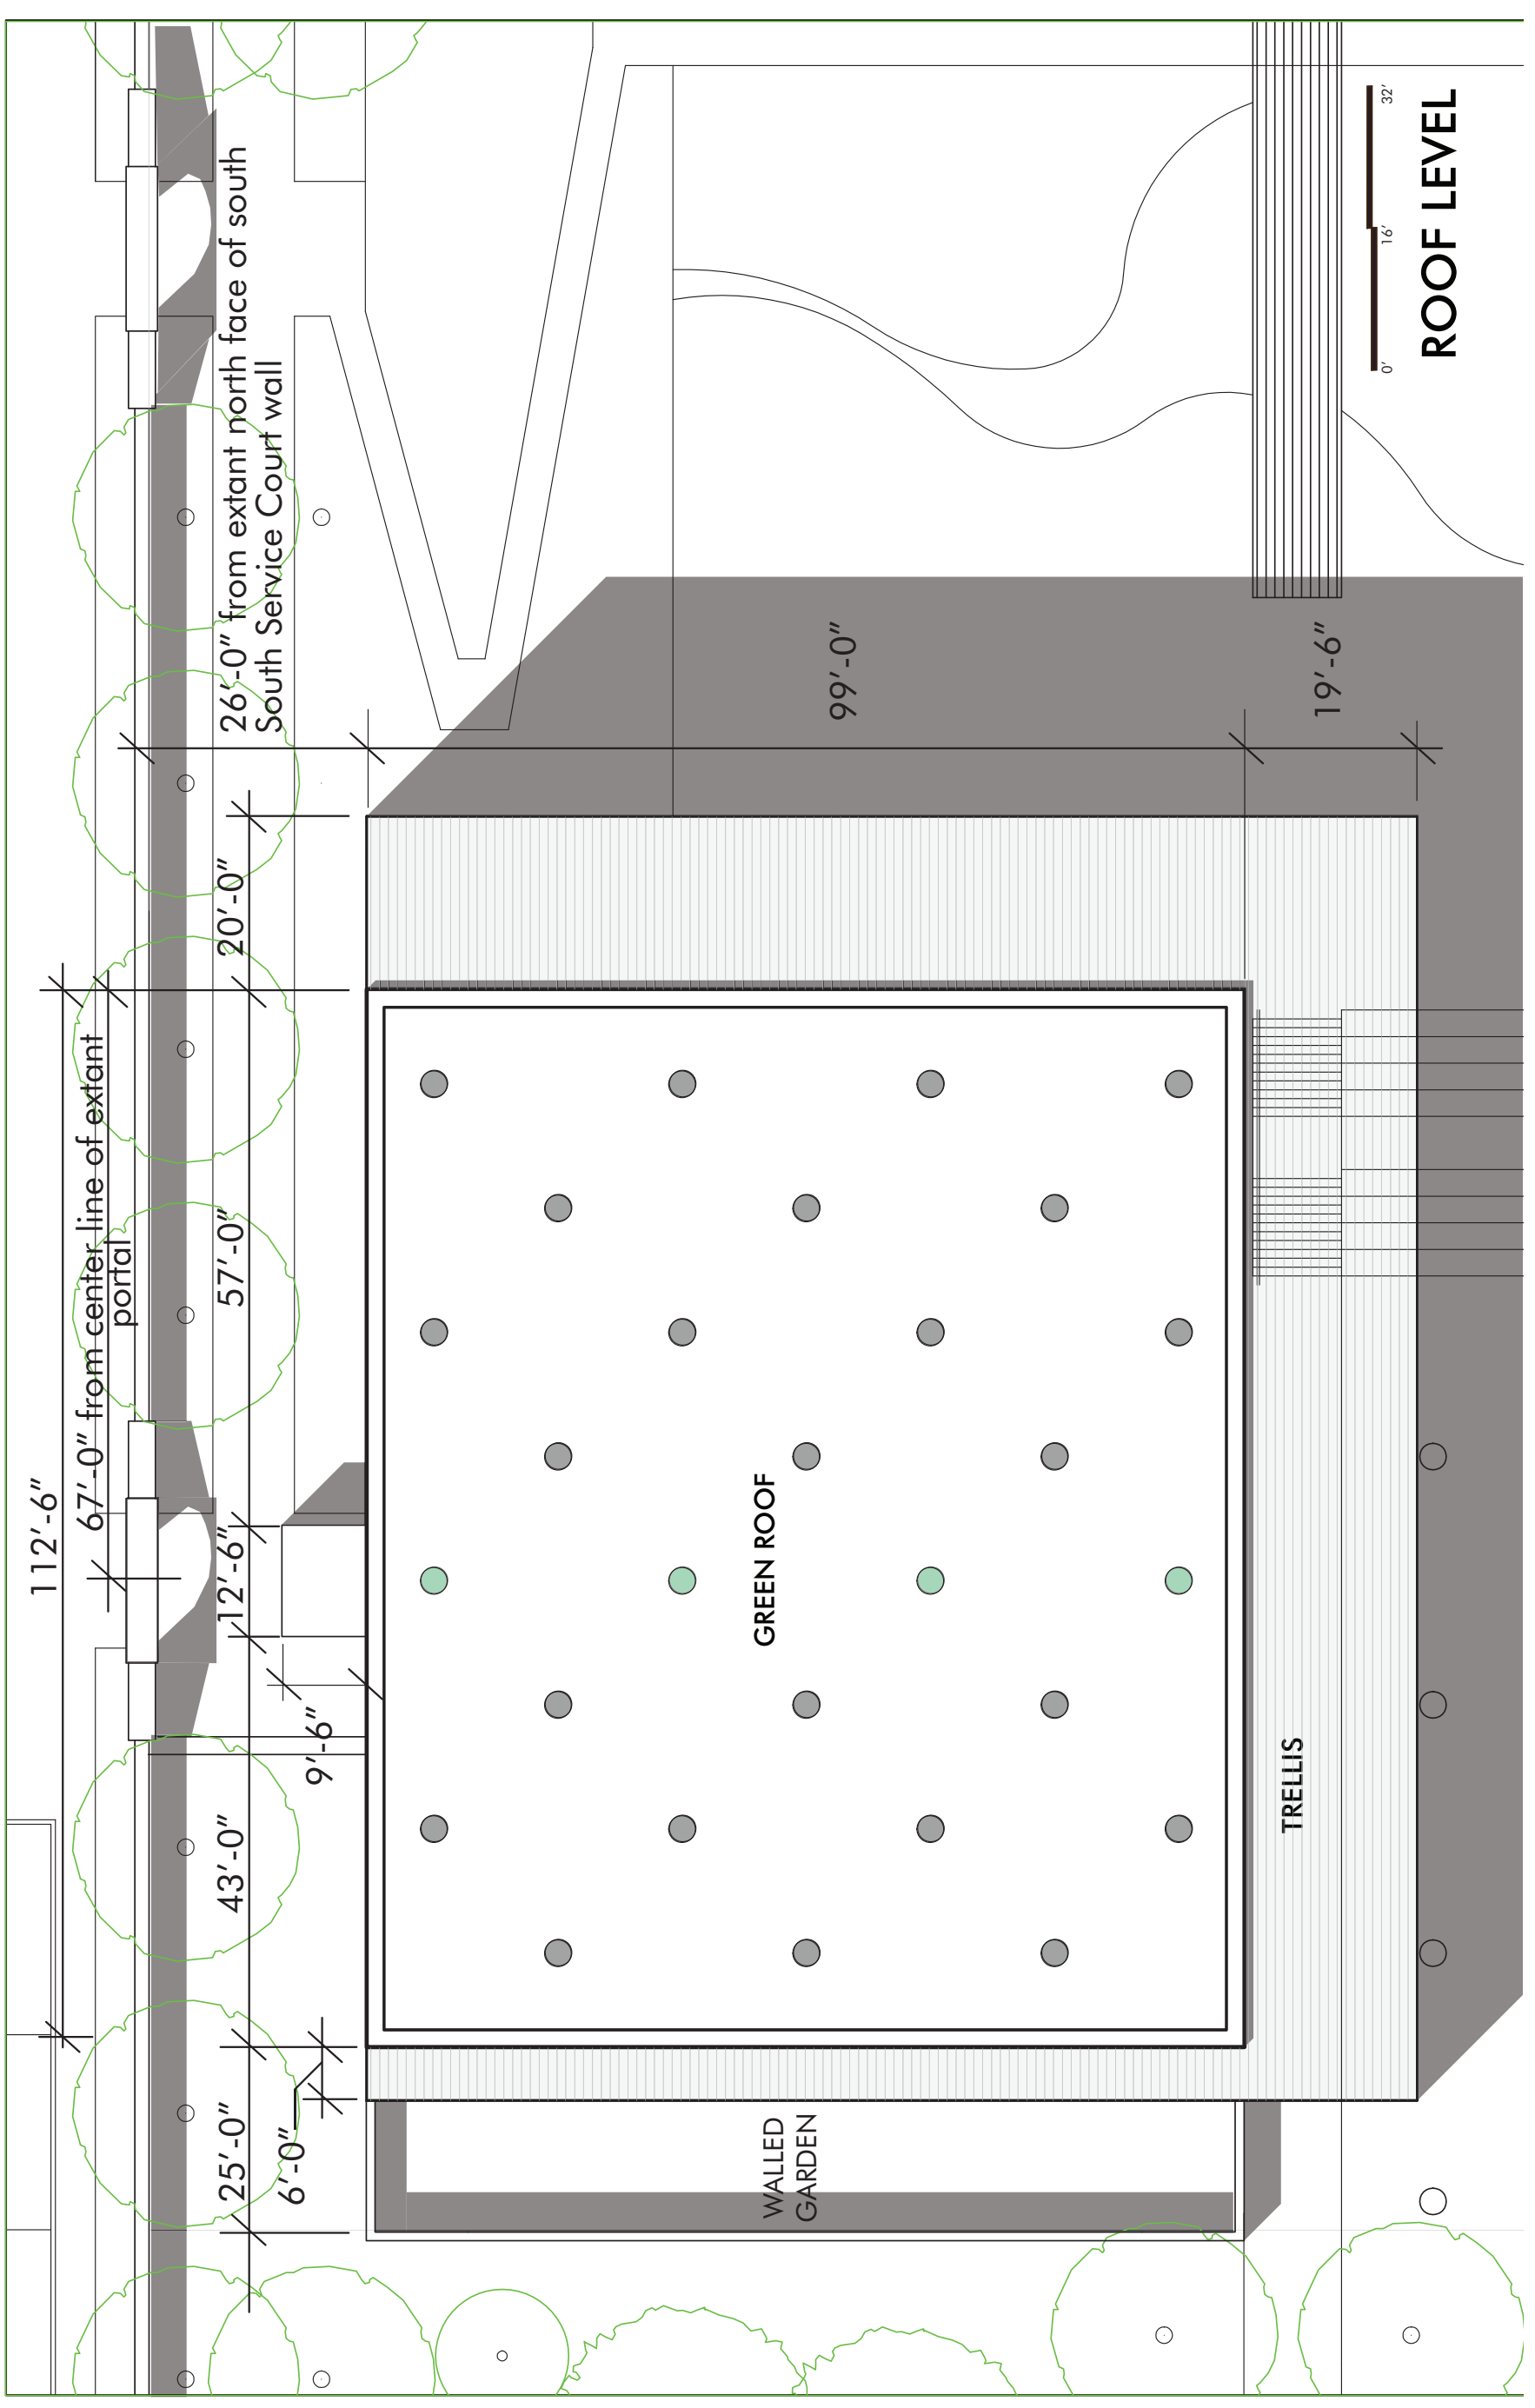 112'-6"
67'-0" from center line of extant
portal
26'-0" from extant north face of south
South Service Court wall
20'-0"
57'-0"
12'-6"
43'-0"
25'-0"
9'-6"
6'-0"
99'-0"
19'-6"
GREEN ROOF
WALLED
GARDEN
TRELLIS
0'
16'
32'
ROOF LEVEL